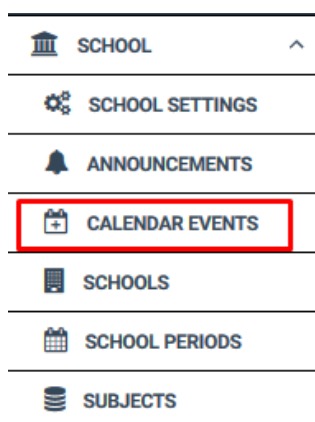 SCHOOL
SCHOOL SETTINGS
ANNOUNCEMENTS
CALENDAR EVENTS
SCHOOLS
SCHOOL PERIODS
SUBJECTS